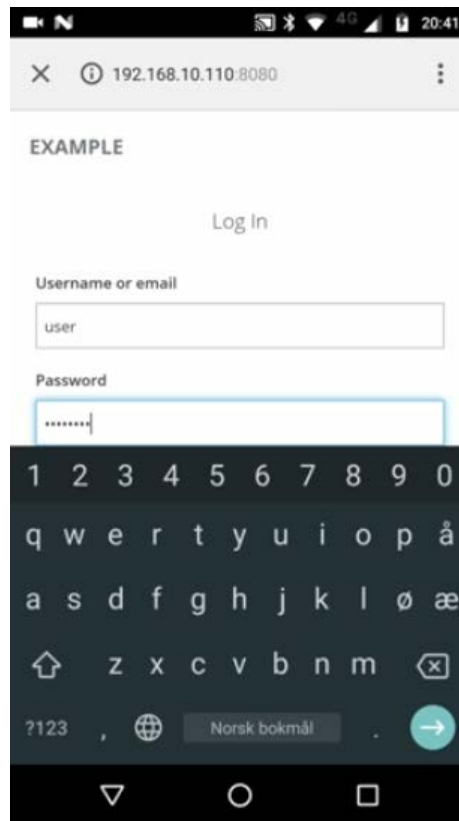 4G 20:41
192.168.10.110:8080
EXAMPLE
Log In
Username or email
user
Password
••••••••
1 2 3 4 5 6 7 8 9 0
q w e r t y u i o p å
a s d f g h j k l ø æ
z x c v b n m
?123 , Norsk bokmål .